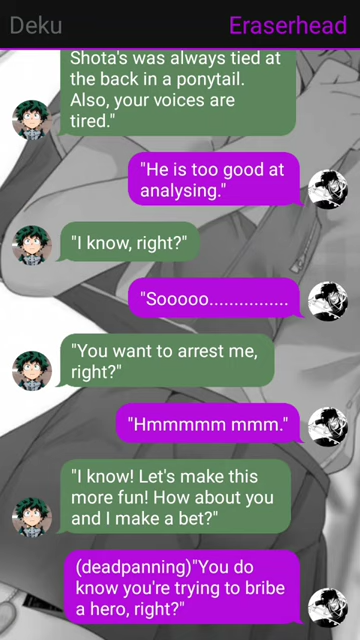 Deku
Eraserhead
Shota's was always tied at
the back in a ponytail.
Also, your voices are
tired."
"He is too good at
analysing."
"I know, right?"
"Sooooo................
"You want to arrest me,
right?"
"Hmmmmm mmm."
"I know! Let's make this
more fun! How about you
and I make a bet?"
(deadpanning)"You do
know you're trying to bribe
a hero, right?"